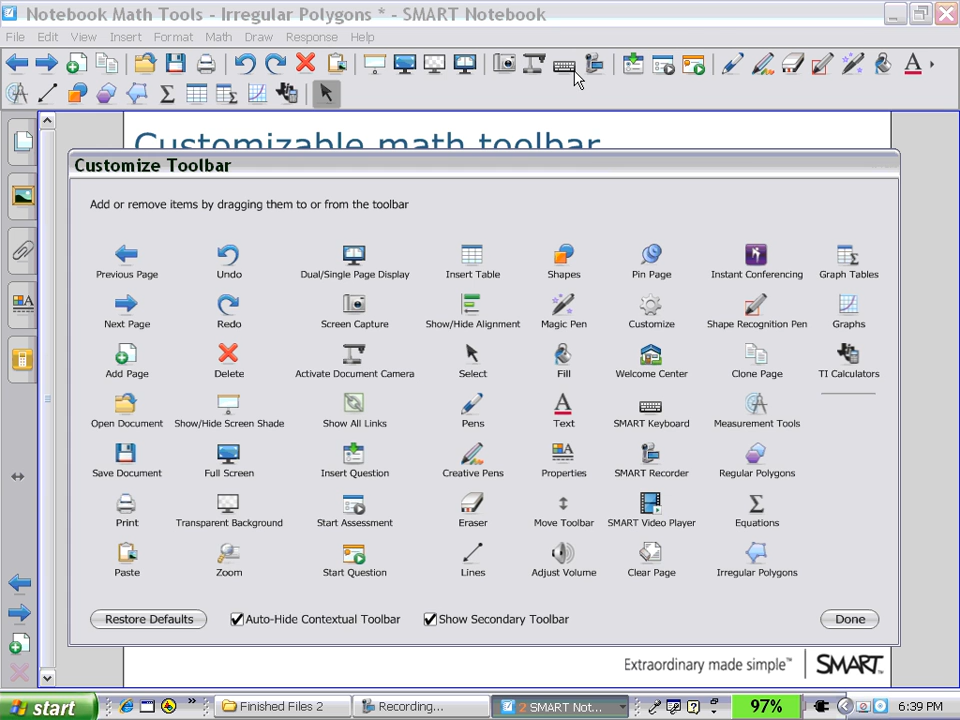 Notebook Math Tools - Irregular Polygons * - SMART Notebook
File Edit View Insert Format Math Draw Response Help
Customizable math toolbar
Customize Toolbar
Add or remove items by dragging them to or from the toolbar
Previous Page Undo Dual/Single Page Display Insert Table Shapes Pin Page Instant Conferencing Graph Tables
Next Page Redo Screen Capture Show/Hide Alignment Magic Pen Customize Shape Recognition Pen Graphs
Add Page Delete Activate Document Camera Select Fill Welcome Center Clone Page TI Calculators
Open Document Show/Hide Screen Shade Show All Links Pens Text SMART Keyboard Measurement Tools
Save Document Full Screen Insert Question Creative Pens Properties SMART Recorder Regular Polygons
Print Transparent Background Start Assessment Eraser Move Toolbar SMART Video Player Equations
Paste Zoom Start Question Lines Adjust Volume Clear Page Irregular Polygons
Restore Defaults Auto-Hide Contextual Toolbar Show Secondary Toolbar Done
Extraordinary made simple™ SMART
start » Finished Files 2 Recording... 2 SMART Not... 97% 6:39 PM